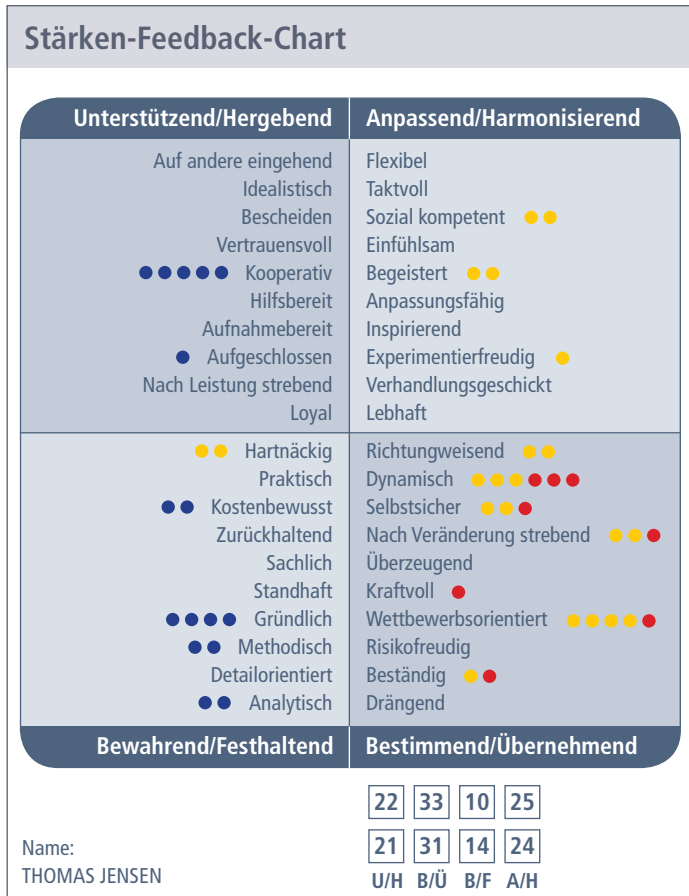 Stärken-Feedback-Chart
Unterstützend/Hergebend Anpassend/Harmonisierend
Auf andere eingehend Flexibel
Idealistisch Taktvoll
Bescheiden Sozial kompetent
Vertrauensvoll Einfühlsam
Kooperativ Begeistert
Hilfsbereit Anpassungsfähig
Aufnahmebereit Inspirierend
Aufgeschlossen Experimentierfreudig
Nach Leistung strebend Verhandlungsgeschickt
Loyal Lebhaft
Hartnäckig Richtungweisend
Praktisch Dynamisch
Kostenbewusst Selbstsicher
Zurückhaltend Nach Veränderung strebend
Sachlich Überzeugend
Standhaft Kraftvoll
Gründlich Wettbewerbsorientiert
Methodisch Risikofreudig
Detailorientiert Beständig
Analytisch Drängend
Bewahrend/Festhaltend Bestimmend/Übernehmend
22 33 10 25
Name: 21 31 14 24
THOMAS JENSEN U/H B/Ü B/F A/H